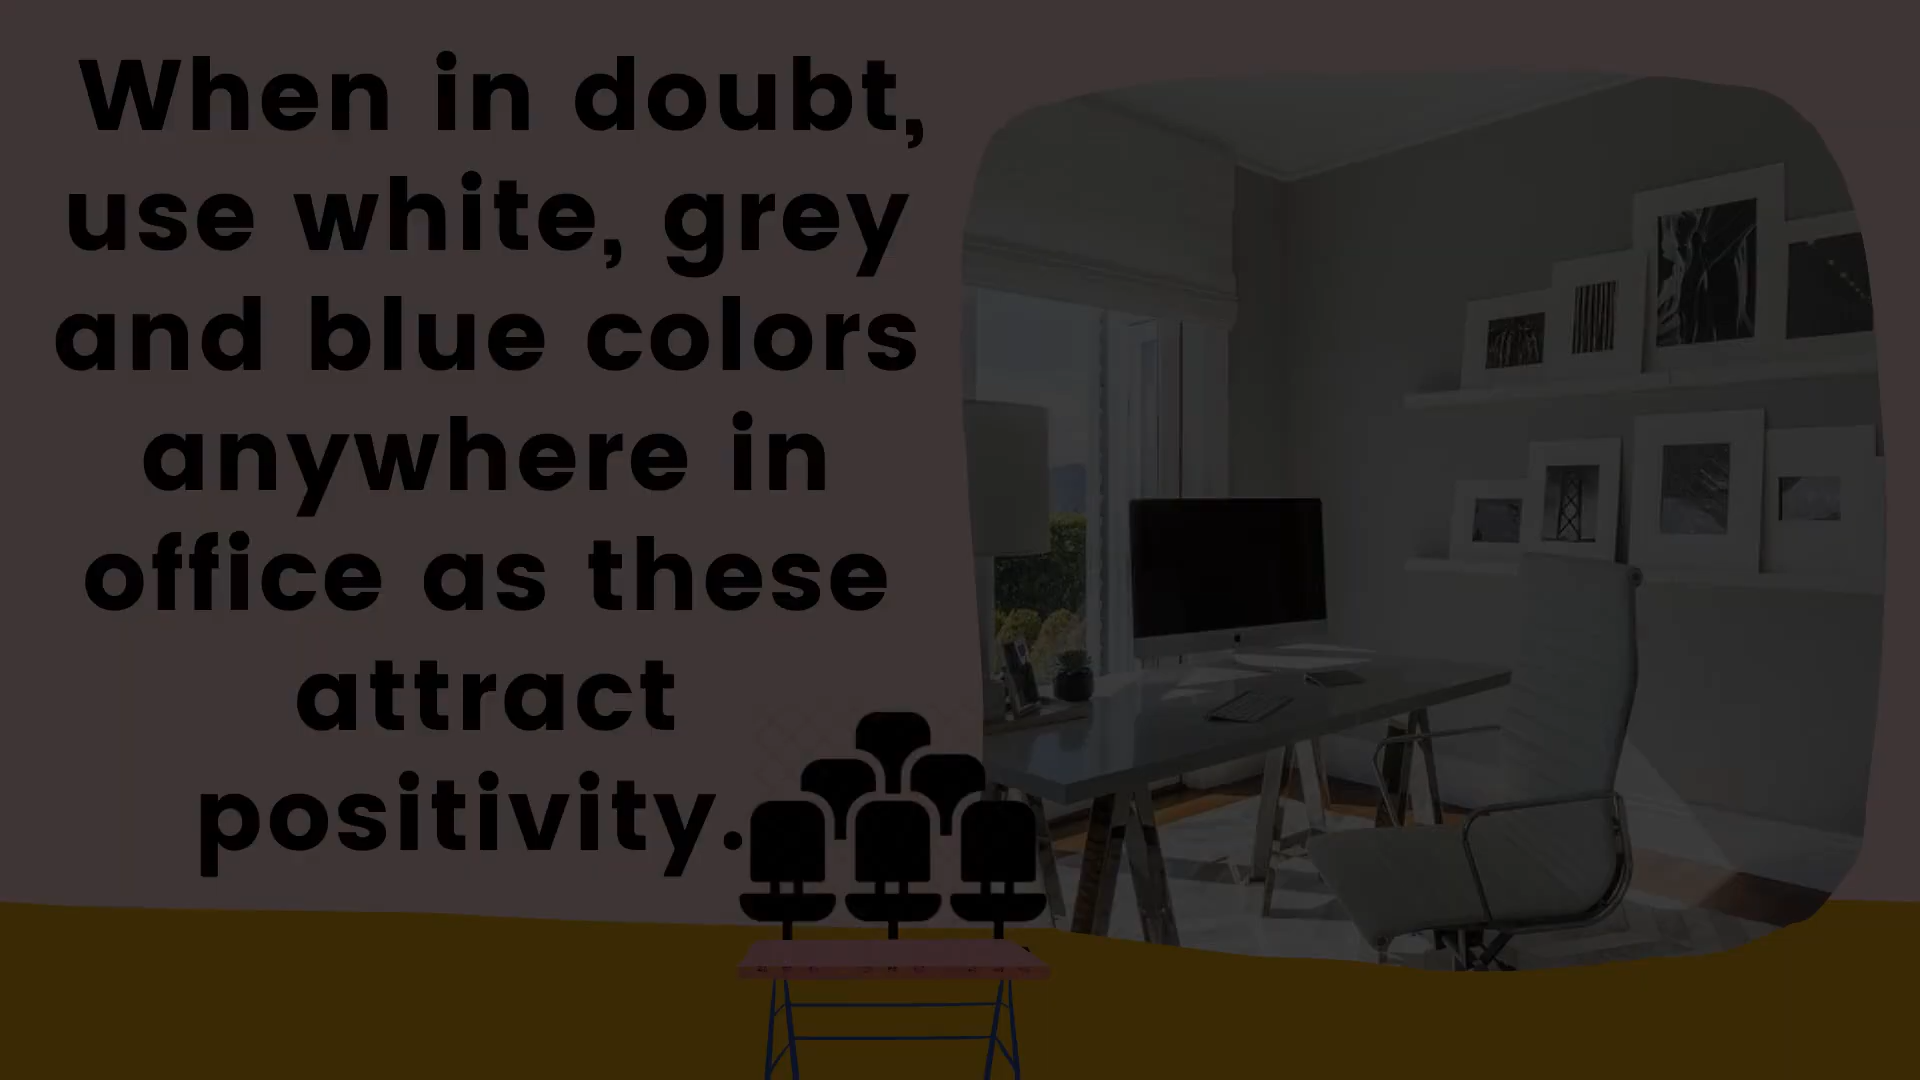 When in doubt,
use white, grey
and blue colors
anywhere in
office as these
attract
positivity.